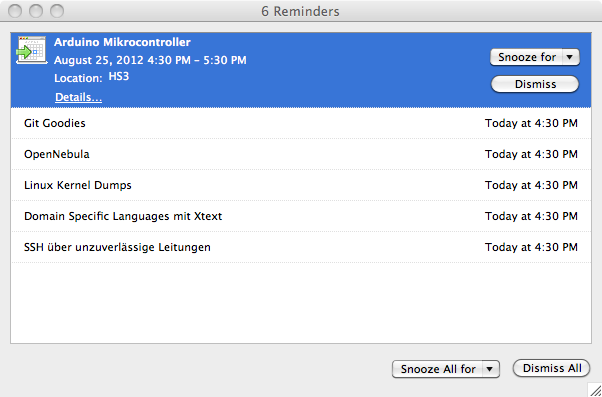 6 Reminders
Arduino Mikrocontroller
August 25, 2012 4:30 PM – 5:30 PM
Snooze for
Location: HS3
Dismiss
Details...
Git Goodies Today at 4:30 PM
OpenNebula Today at 4:30 PM
Linux Kernel Dumps Today at 4:30 PM
Domain Specific Languages mit Xtext Today at 4:30 PM
SSH über unzuverlässige Leitungen Today at 4:30 PM
Snooze All for Dismiss All